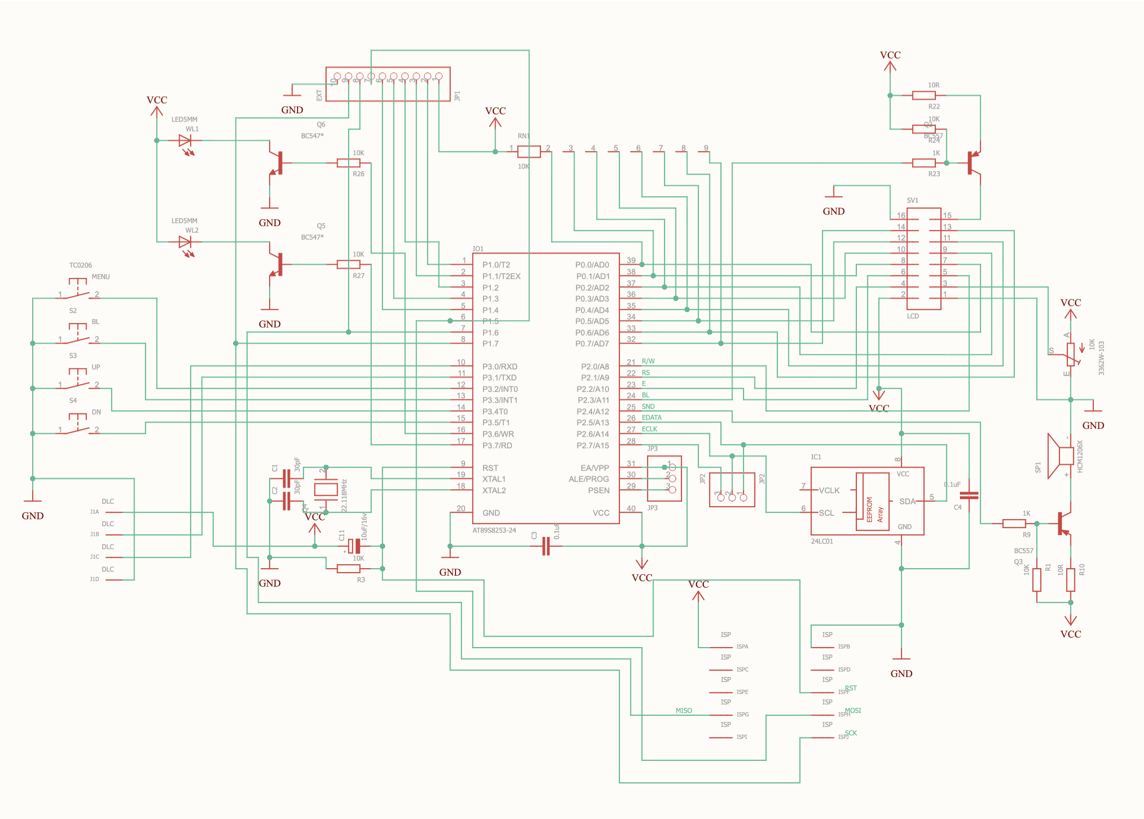 VCC
10R
R22
10K
R24
1K
R23
EXT
JP1
GND
VCC
LED5MM
WL1
Q6
BC547*
10K
R26
GND
VCC
RN1
1 2 3 4 5 6 7 8 9
10K
LED5MM
WL2
Q5
BC547*
10K
R27
GND
GND
SV1
16 15
14 13
12 11
10 9
8 7
6 5
4 3
2 1
LCD
TC0206
MENU
1 2
S2
BL
1 2
S3
UP
1 2
S4
DN
1 2
GND
IO1
1 P1.0/T2
2 P1.1/T2EX
3 P1.2
4 P1.3
5 P1.4
6 P1.5
7 P1.6
8 P1.7
10 P3.0/RXD
11 P3.1/TXD
12 P3.2/INT0
13 P3.3/INT1
14 P3.4T0
15 P3.5/T1
16 P3.6/WR
17 P3.7/RD
9 RST
19 XTAL1
18 XTAL2
20 GND
AT89S8253-24
P0.0/AD0 39
P0.1/AD1 38
P0.2/AD2 37
P0.3/AD3 36
P0.4/AD4 35
P0.5/AD5 34
P0.6/AD6 33
P0.7/AD7 32
P2.0/A8 21 R/W
P2.1/A9 22 RS
P2.2/A10 23 E
P2.3/A11 24 BL
P2.4/A12 25 SND
P2.5/A13 26 EDATA
P2.6/A14 27 ECLK
P2.7/A15 28
EA/VPP 31
ALE/PROG 30
PSEN 29
VCC 40
VCC
VCC
A
S
E
10K
3362W-103
GND
JP3
1
2
3
JP3
JP2
3 2 1
JP2
IC1
8
VCC
7 VCLK
6 SCL
EEPROM
Array
SDA 5
GND
4
24LC01
0.1uF
C4
SP1
HCM1206X
1K
R9
BC557
Q3
10K
R1
10R
R10
VCC
C1
30pF
C2
30pF
2
1
22.118MHz
VCC
C11
10uF/16v
10K
R3
GND
GND
C3
0.1uF
VCC
DLC
J1A
DLC
J1B
DLC
J1C
DLC
J1D
VCC
GND
ISP
ISPA
ISP
ISPC
ISP
ISPE
ISP
MISO
ISPG
ISP
ISPI
ISP
ISPB
ISP
ISPD
ISP
RST
ISP
ISPH
MOSI
ISP
SCK